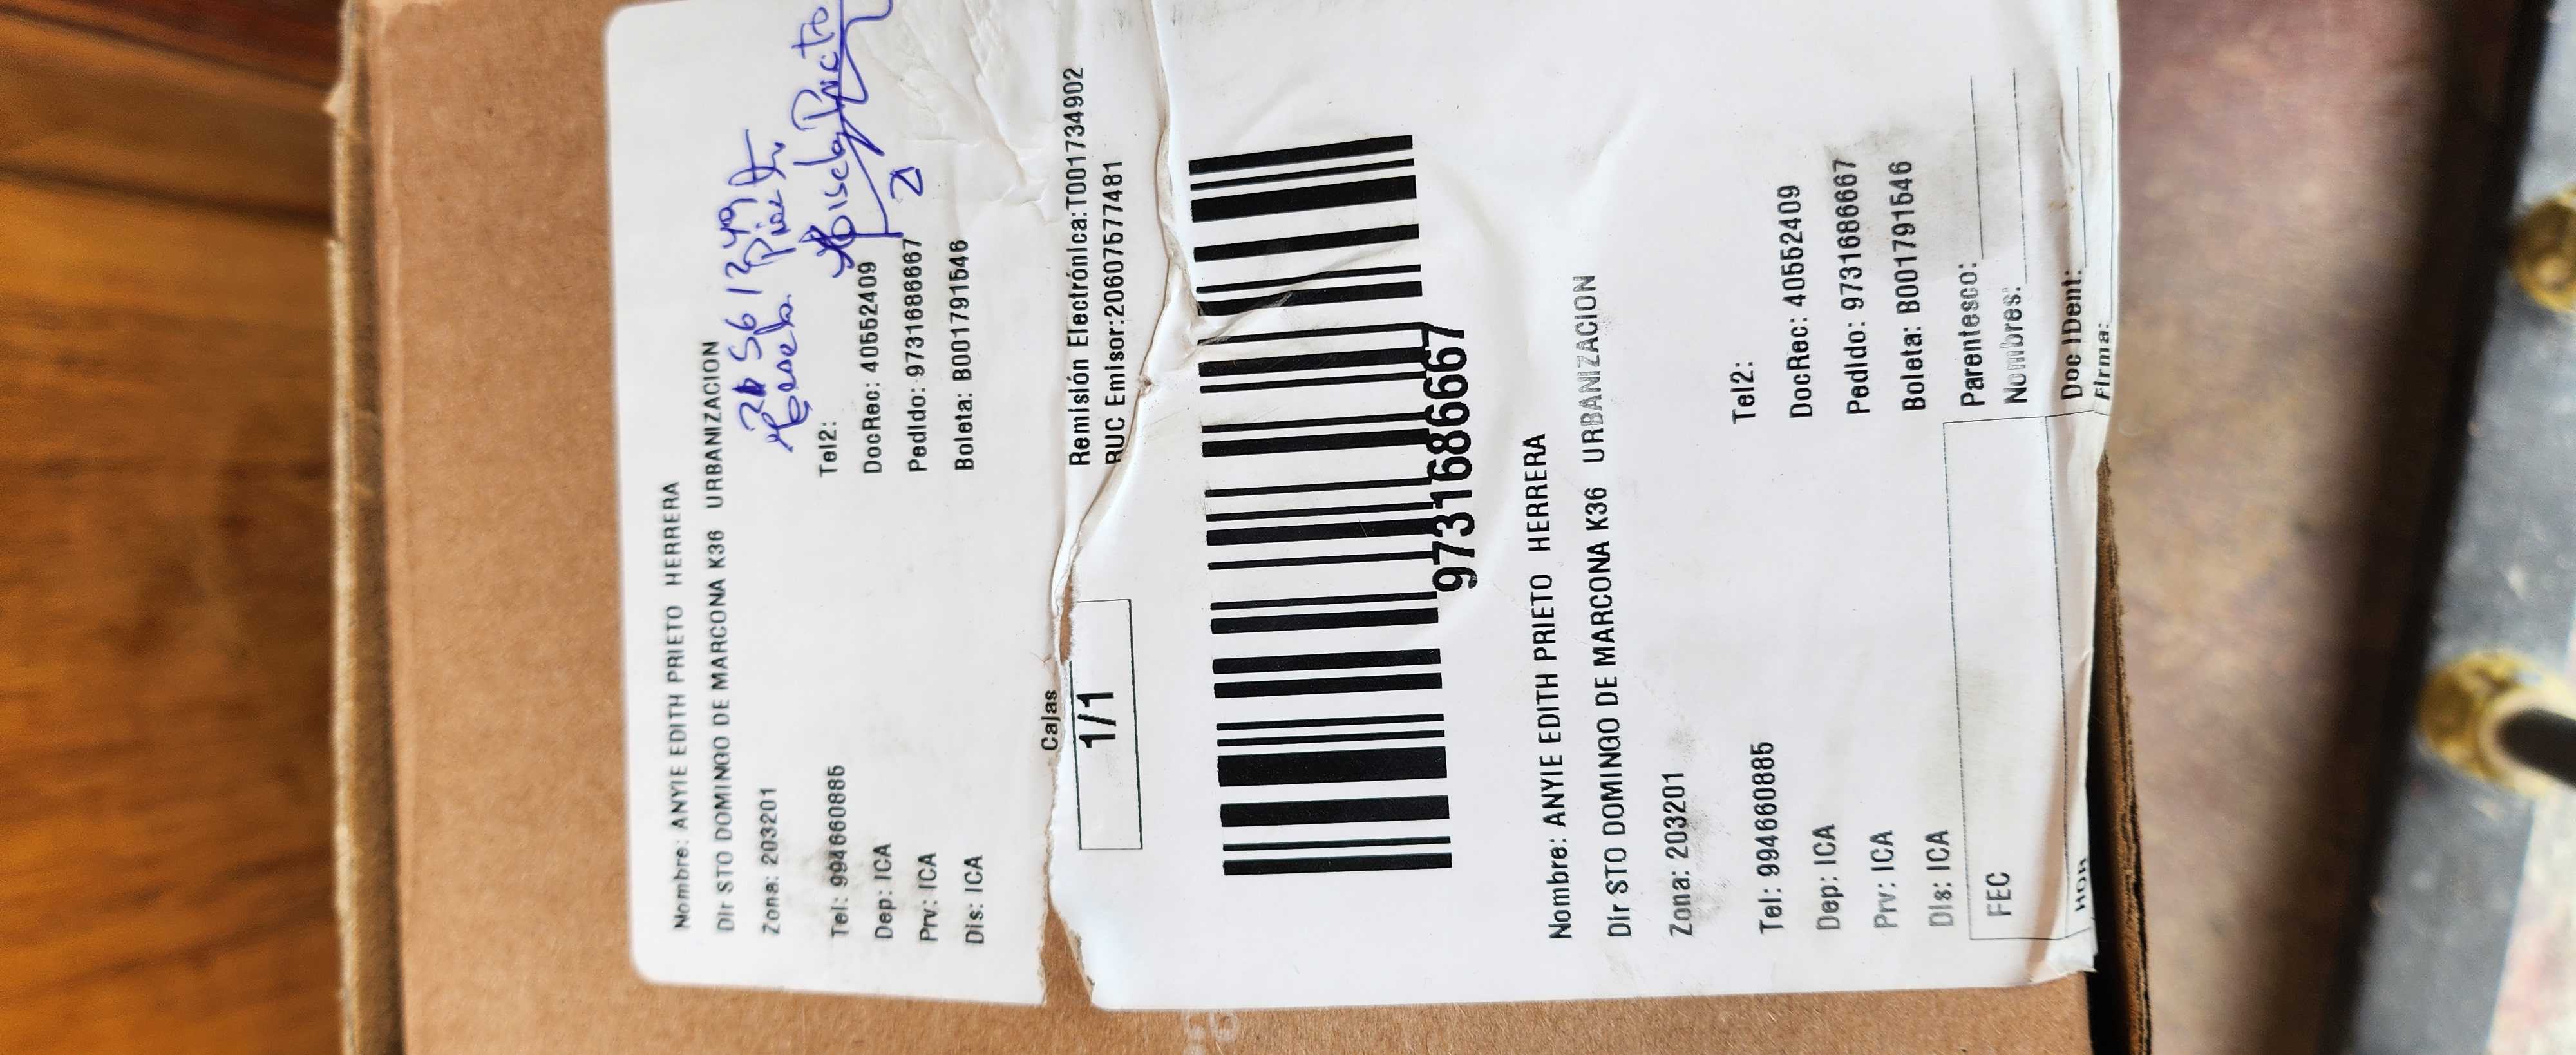 Nombre: ANYIE EDITH PRIETO HERRERA
Dir STO DOMINGO DE MARCONA K36 URBANIZACION
Zona: 203201
Tel: 994660885
Tel2:
Dep: ICA
DocRec: 40552409
Prv: ICA
Pedido: 9731686667
Dis: ICA
Boleta: B001791546
Cajas
1/1
Remisión Electrónica:T001734902
RUC Emisor:20607577481
9731686667
Nombre: ANYIE EDITH PRIETO HERRERA
Dir STO DOMINGO DE MARCONA K36 URBANIZACION
Zona: 203201
Tel: 994660885
Tel2:
Dep: ICA
DocRec: 40552409
Prv: ICA
Pedido: 9731686667
Dis: ICA
Boleta: B001791546
FEC
Parentesco:
Nombres:
Doc IDent:
Firma: